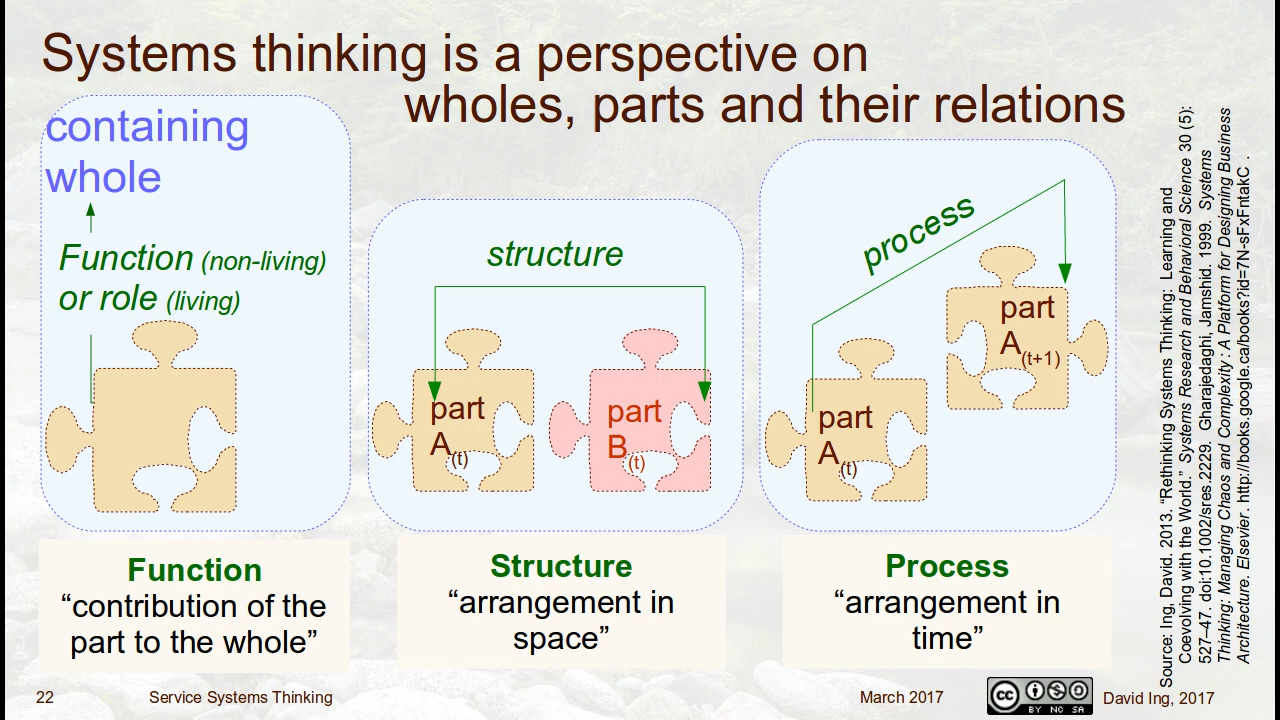 Systems thinking is a perspective on
wholes, parts and their relations
containing
whole
Function (non-living)
or role (living)
structure
part
A(t)
part
B(t)
process
part
A(t)
part
A(t+1)
Function
“contribution of the
part to the whole”
Structure
“arrangement in
space”
Process
“arrangement in
time”
Source: Ing, David. 2013. “Rethinking Systems Thinking: Learning and
Coevolving with the World.” Systems Research and Behavioral Science 30 (5):
527–47. doi:10.1002/sres.2229. Gharajedaghi, Jamshid. 1999. Systems
Thinking: Managing Chaos and Complexity : A Platform for Designing Business
Architecture. Elsevier. http://books.google.ca/books?id=7N-sFxFntakC .
22
Service Systems Thinking
March 2017
cc
BY NC SA
David Ing, 2017